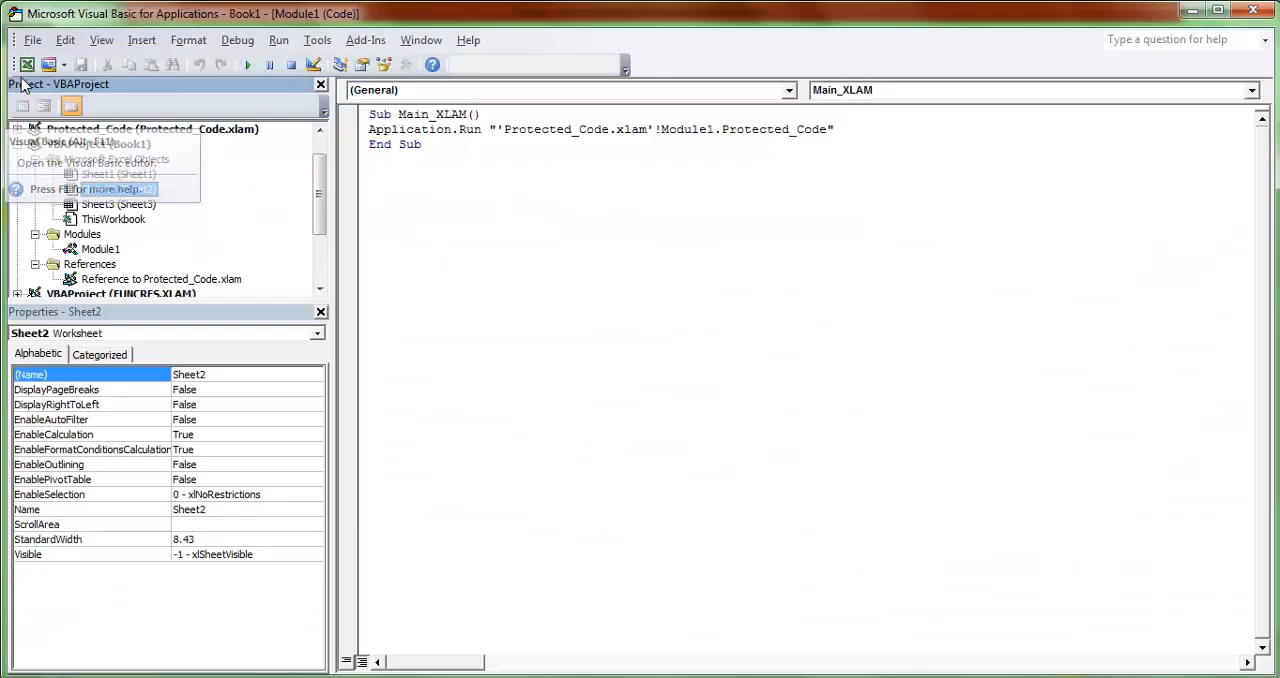 Microsoft Visual Basic for Applications - Book1 - [Module1 (Code)]
File Edit View Insert Format Debug Run Tools Add-Ins Window Help
Type a question for help
Project - VBAProject
(General)
Main_XLAM
Protected_Code (Protected_Code.xlam)
VBAProject (Book1)
Visual Basic (Alt+F11)
Microsoft Excel Objects
Open the Visual Basic editor.
Sheet1 (Sheet1)
Press F1 for more help.
Sheet3 (Sheet3)
ThisWorkbook
Modules
Module1
References
Reference to Protected_Code.xlam
VBAProject (FUNCRES.XLAM)
Sub Main_XLAM()
Application.Run "'Protected_Code.xlam'!Module1.Protected_Code"
End Sub
Properties - Sheet2
Sheet2 Worksheet
Alphabetic Categorized
(Name) Sheet2
DisplayPageBreaks False
DisplayRightToLeft False
EnableAutoFilter False
EnableCalculation True
EnableFormatConditionsCalculation True
EnableOutlining False
EnablePivotTable False
EnableSelection 0 - xlNoRestrictions
Name Sheet2
ScrollArea
StandardWidth 8.43
Visible -1 - xlSheetVisible